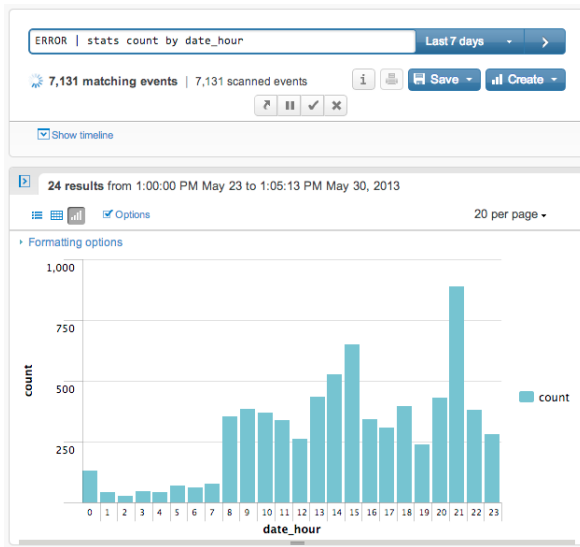 ERROR | stats count by date_hour
Last 7 days
7,131 matching events | 7,131 scanned events
i
Save
Create
Show timeline
24 results from 1:00:00 PM May 23 to 1:05:13 PM May 30, 2013
Options
20 per page
Formatting options
1,000
750
500
250
count
count
0 1 2 3 4 5 6 7 8 9 10 11 12 13 14 15 16 17 18 19 20 21 22 23
date_hour